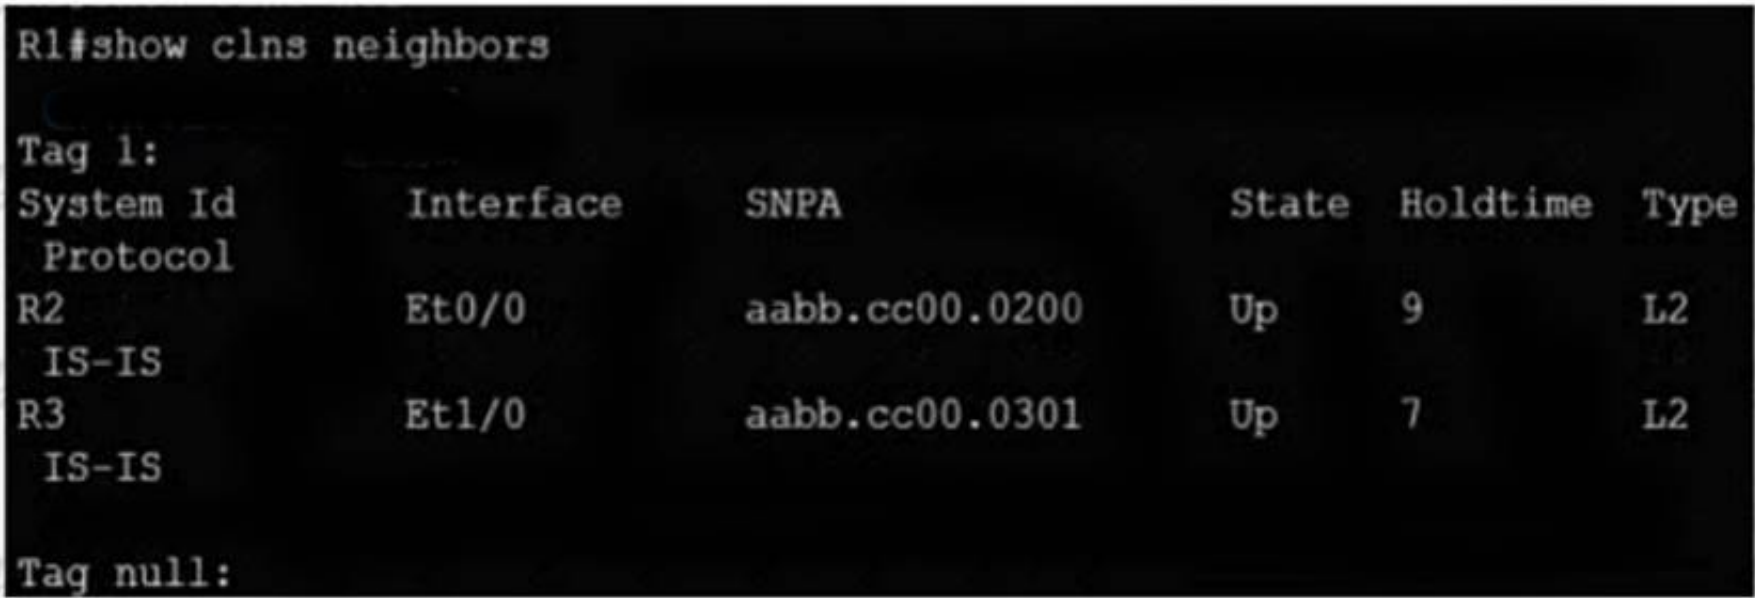 R1#show clns neighbors
Tag 1:
System Id Interface SNPA State Holdtime Type
Protocol
R2 Et0/0 aabb.cc00.0200 Up 9 L2
IS-IS
R3 Et1/0 aabb.cc00.0301 Up 7 L2
IS-IS
Tag null: